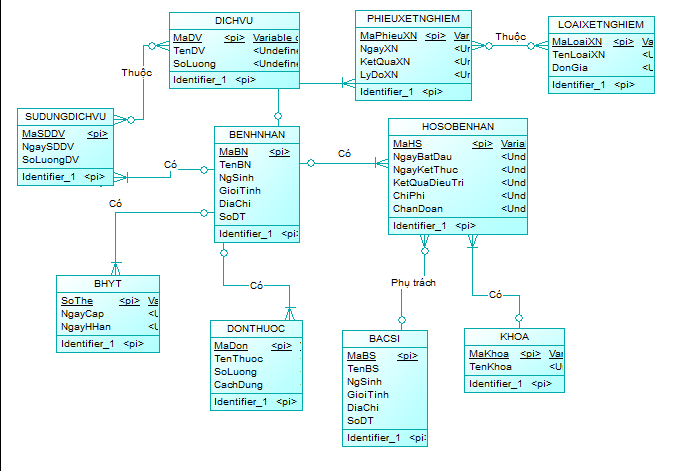 DICHVU
MaDV <pi> Variable c
TenDV <Undefine
SoLuong <Undefine
Identifier_1 <pi>
PHIEUXETNGHIEM
MaPhieuXN <pi> Var
NgayXN <Ur
KetQuaXN <Ur
LyDoXN <Ur
Identifier_1 <pi>
LOAIXETNGHIEM
MaLoaiXN <pi> Va
TenLoaiXN <U
DonGia <U
Identifier_1 <pi>
Thuộc
Thuộc
SUDUNGDICHVU
MaSDDV <pi>
NgaySDDV
SoLuongDV
Identifier_1 <pi>
BENHNHAN
MaBN <pi>
TenBN
NgSinh
GioiTinh
DiaChi
SoDT
Identifier_1 <pi>
HOSOBENHAN
MaHS <pi> Varia
NgayBatDau <Und
NgayKetThuc <Und
KetQuaDieuTri <Und
ChiPhi <Und
ChanDoan <Und
Identifier_1 <pi>
Có
Có
Có
Có
Phụ trách
Có
BHYT
SoThe <pi> Va
NgayCap <U
NgayHHan <U
Identifier_1 <pi>
DONTHUOC
MaDon <pi>
TenThuoc
SoLuong
CachDung
Identifier_1 <pi>
BACSI
MaBS <pi>
TenBS
NgSinh
GioiTinh
DiaChi
SoDT
Identifier_1 <pi>
KHOA
MaKhoa <pi> Var
TenKhoa <Un
Identifier_1 <pi>